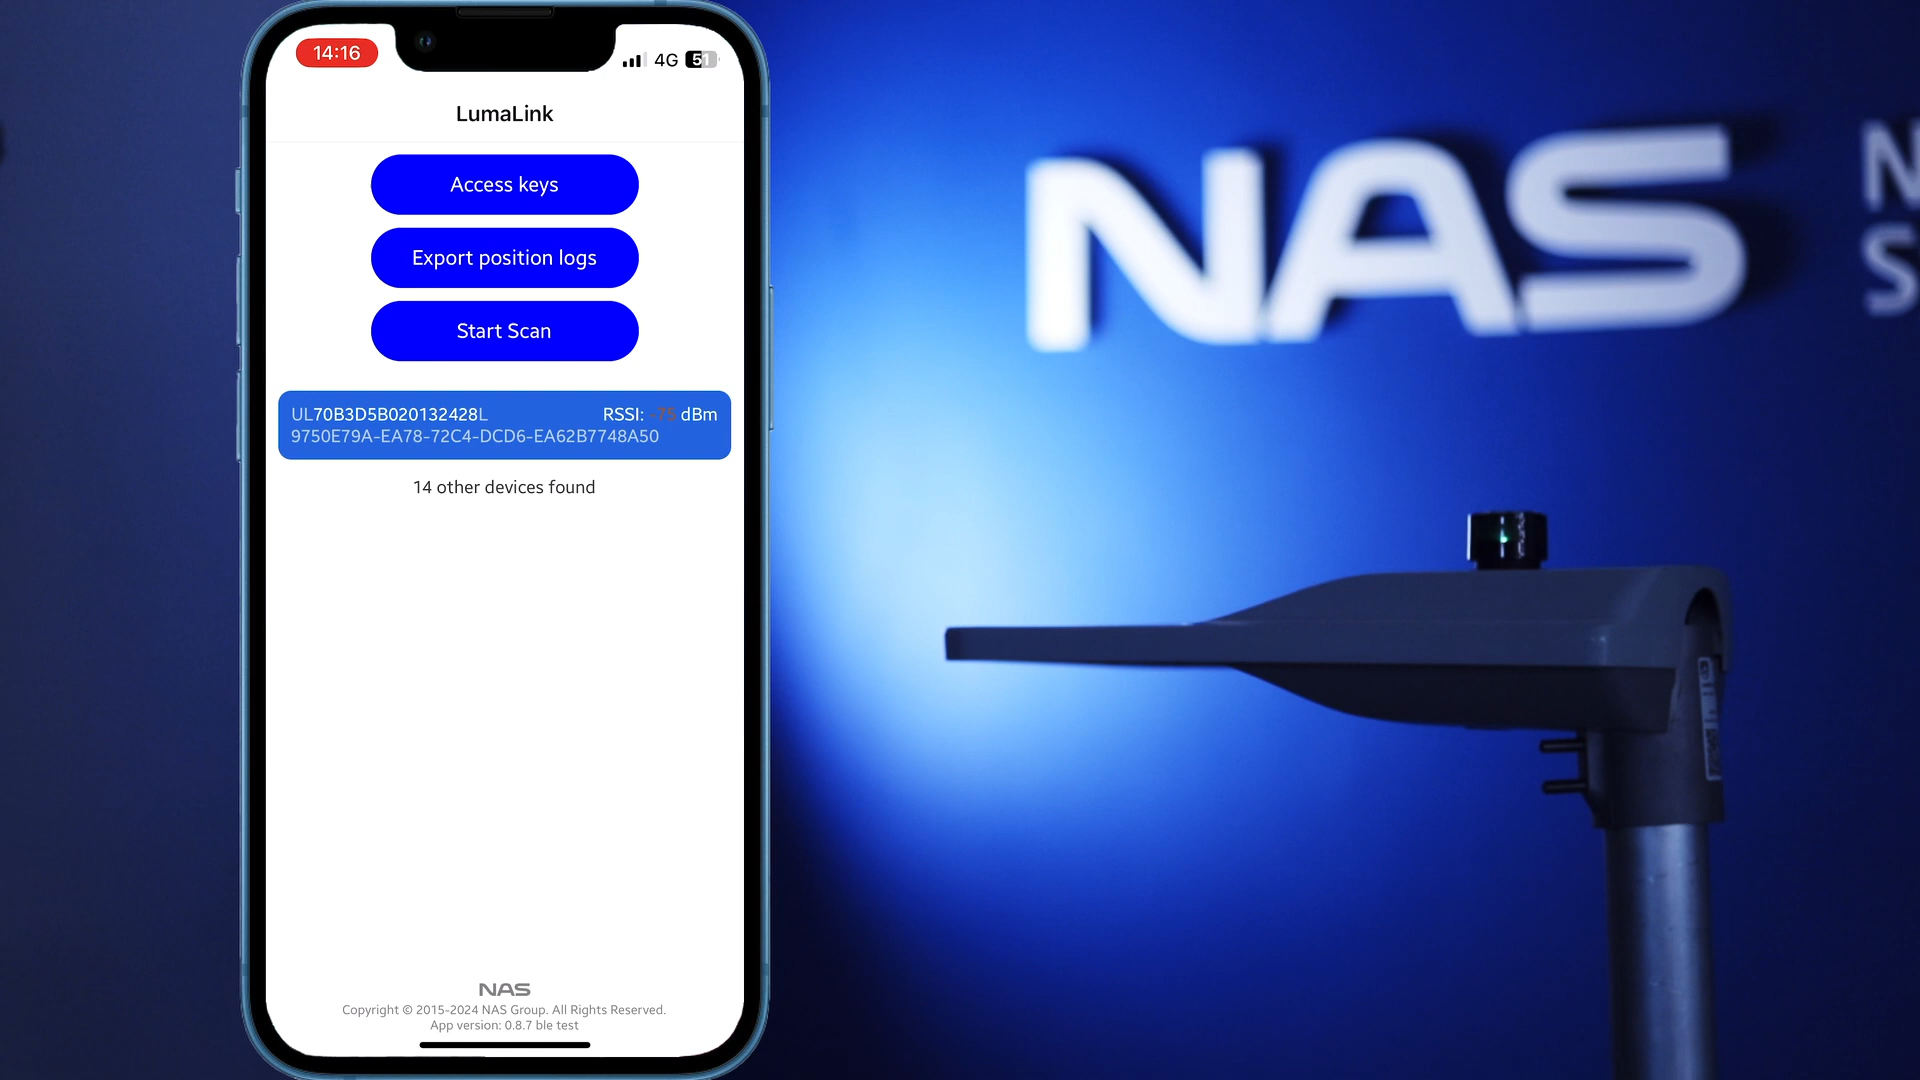 14:16
4G 51
LumaLink
Access keys
Export position logs
Start Scan
UL70B3D5B020132428L RSSI: -75 dBm
9750E79A-EA78-72C4-DCD6-EA62B7748A50
14 other devices found
NAS
Copyright © 2015-2024 NAS Group. All Rights Reserved.
App version: 0.8.7 ble test
NAS
N
S